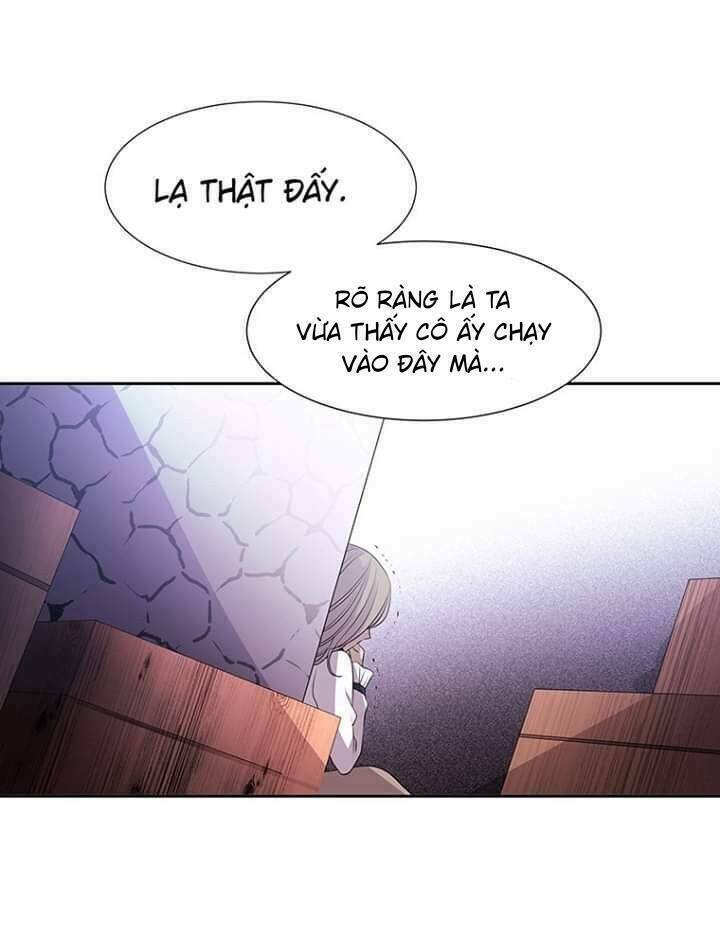 LẠ THẬT ĐẤY.
RÕ RÀNG LÀ TA
VỪA THẤY CÔ ẤY CHẠY
VÀO ĐÂY MÀ...